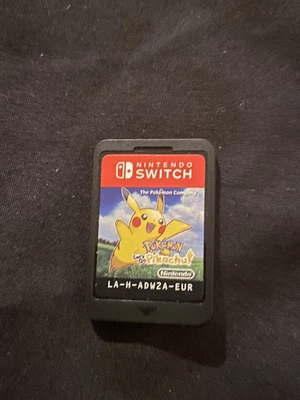 NINTENDO
SWITCH
The Pokémon Company
POKéMON
Let's Go
Pikachu!
Nintendo
LA-H-ADW2A-EUR